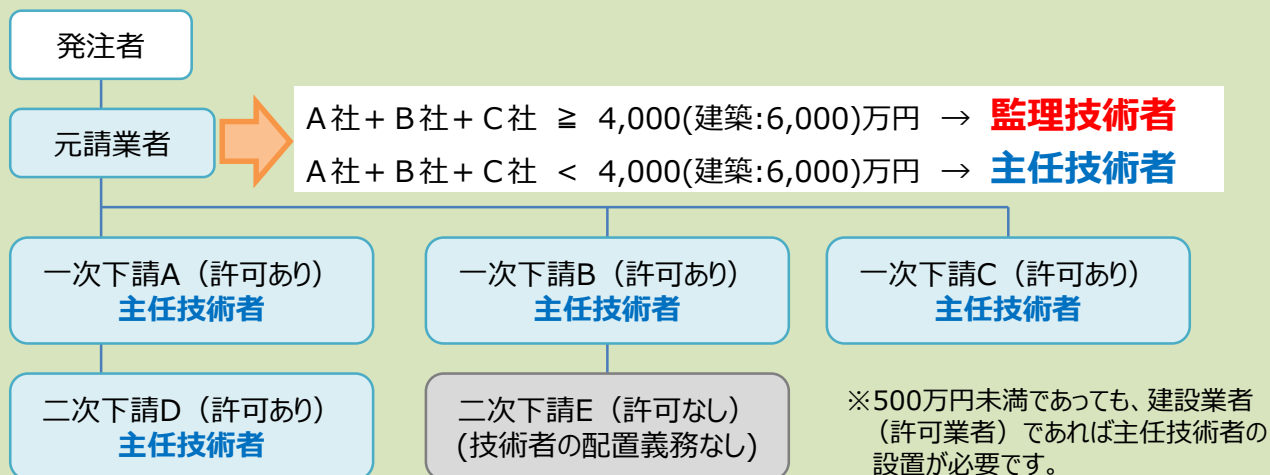 発注者
元請業者
A社+B社+C社 ≧ 4,000(建築:6,000)万円 → 監理技術者
A社+B社+C社 < 4,000(建築:6,000)万円 → 主任技術者
一次下請A（許可あり）
主任技術者
一次下請B（許可あり）
主任技術者
一次下請C（許可あり）
主任技術者
二次下請D（許可あり）
主任技術者
二次下請E（許可なし）
(技術者の配置義務なし)
※500万円未満であっても、建設業者
（許可業者）であれば主任技術者の
設置が必要です。